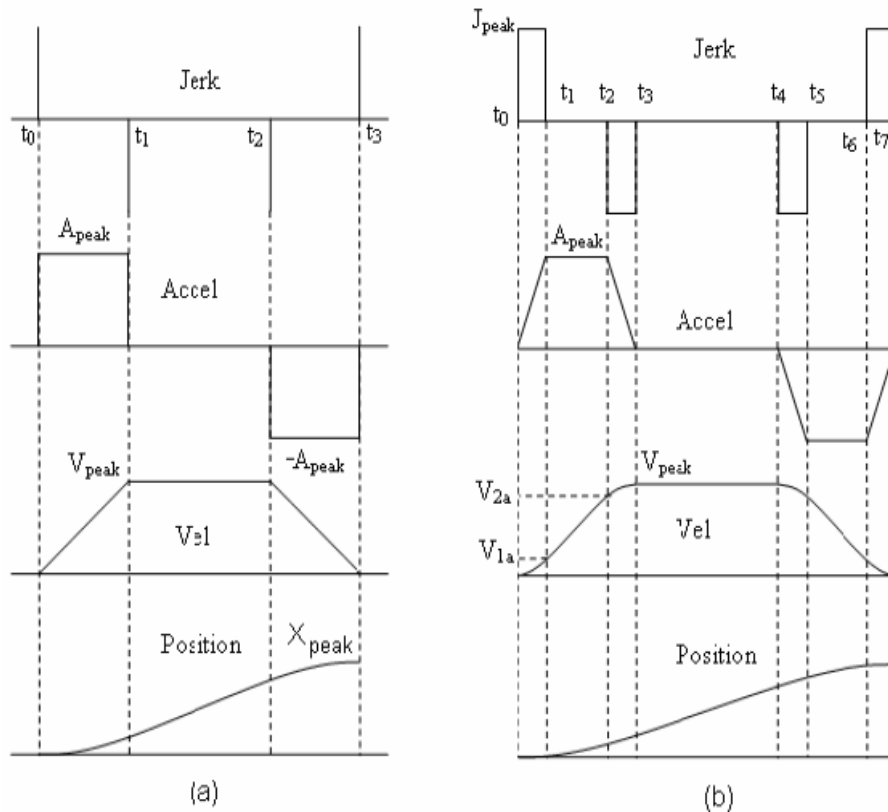 Jerk
t0 t1 t2 t3
Apeak
Accel
-Apeak
Vpeak
Vel
Position
Xpeak
(a)
Jpeak
Jerk
t0 t1 t2 t3 t4 t5 t6 t7
Apeak
Accel
Vpeak
V2a
V1a
Vel
Position
(b)